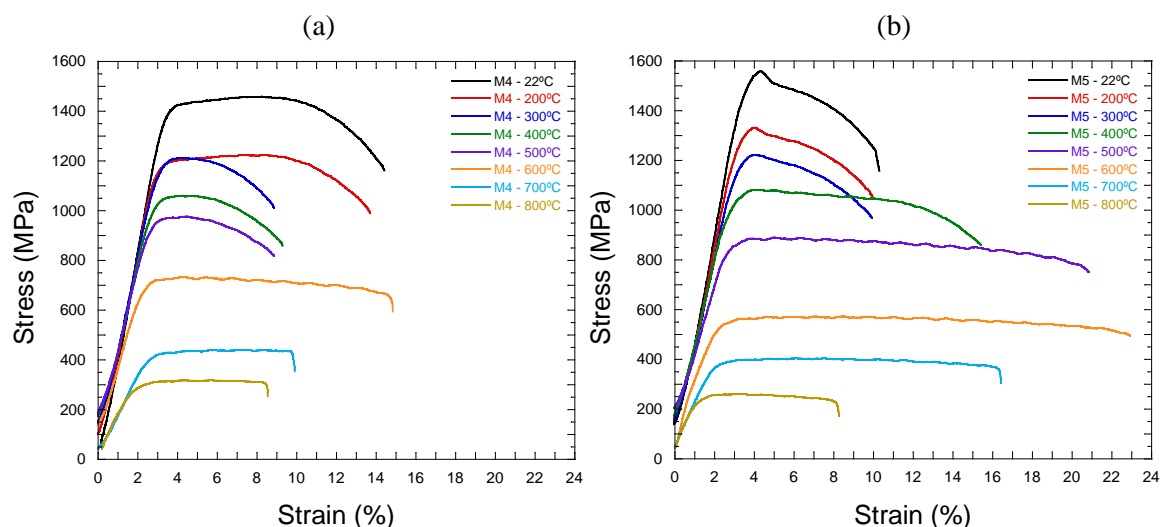 (a)
(b)
1600
1400
1200
1000
800
600
400
200
0
0 2 4 6 8 10 12 14 16 18 20 22 24
Stress (MPa)
Strain (%)
M4 - 22ºC
M4 - 200ºC
M4 - 300ºC
M4 - 400ºC
M4 - 500ºC
M4 - 600ºC
M4 - 700ºC
M4 - 800ºC
1600
1400
1200
1000
800
600
400
200
0
0 2 4 6 8 10 12 14 16 18 20 22 24
Stress (MPa)
Strain (%)
M5 - 22ºC
M5 - 200ºC
M5 - 300ºC
M5 - 400ºC
M5 - 500ºC
M5 - 600ºC
M5 - 700ºC
M5 - 800ºC